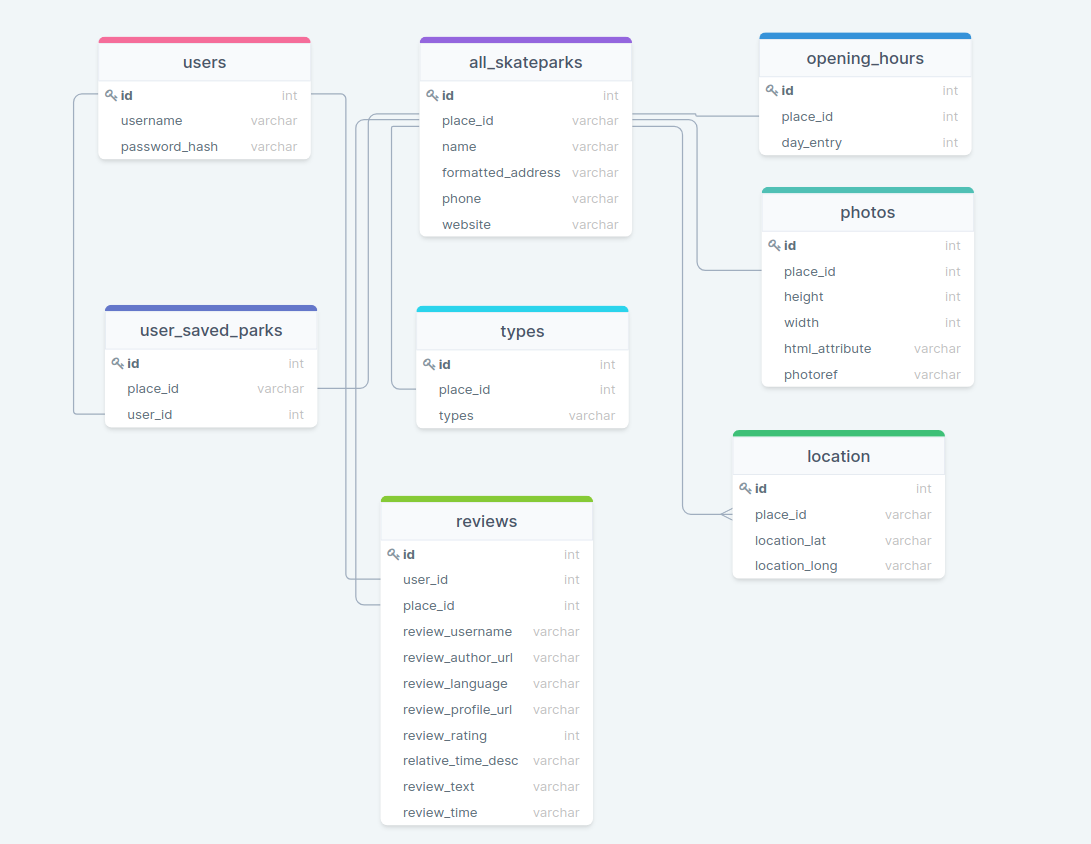 users
id int
username varchar
password_hash varchar
all_skateparks
id int
place_id varchar
name varchar
formatted_address varchar
phone varchar
website varchar
opening_hours
id int
place_id Int
day_entry Int
photos
id int
place_id int
height int
width int
html_attribute varchar
photoref varchar
user_saved_parks
id int
place_id varchar
user_id int
types
id int
place_id int
types varchar
location
id int
place_id varchar
location_lat varchar
location_long varchar
reviews
id int
user_id int
place_id int
review_username varchar
review_author_url varchar
review_language varchar
review_profile_url varchar
review_rating int
relative_time_desc varchar
review_text varchar
review_time varchar